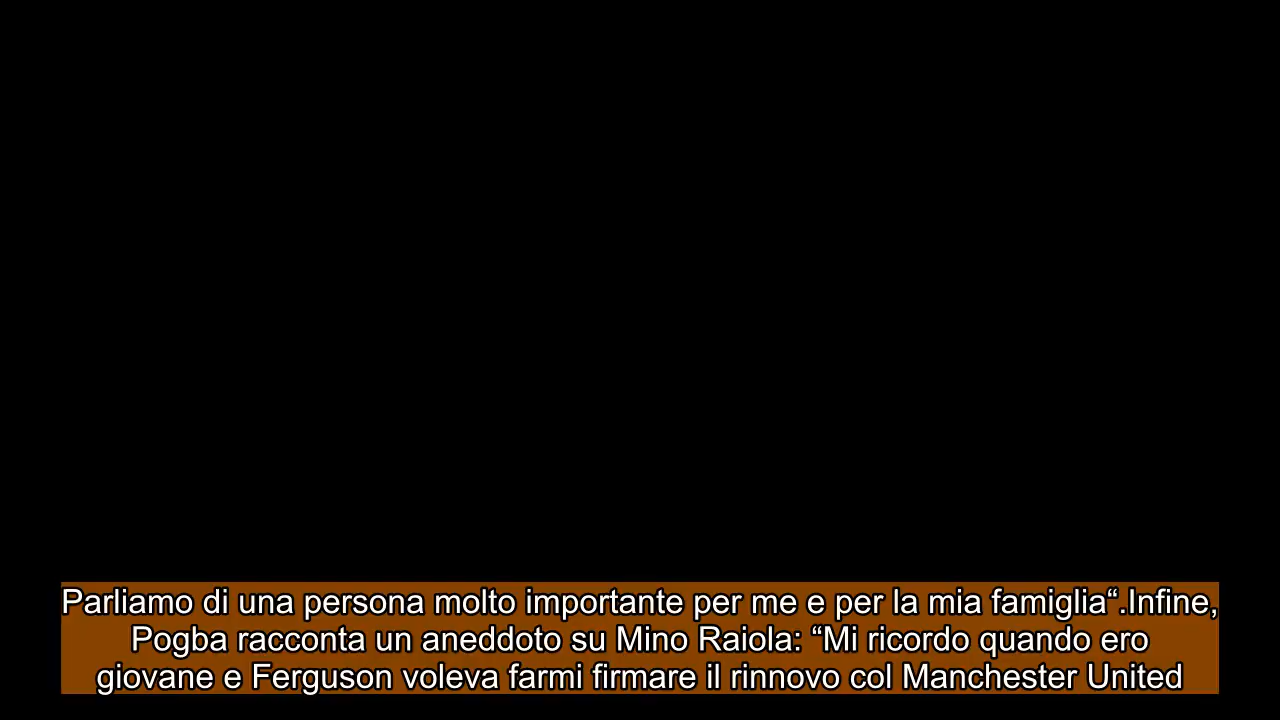 Parliamo di una persona molto importante per me e per la mia famiglia“.Infine,
Pogba racconta un aneddoto su Mino Raiola: “Mi ricordo quando ero
giovane e Ferguson voleva farmi firmare il rinnovo col Manchester United